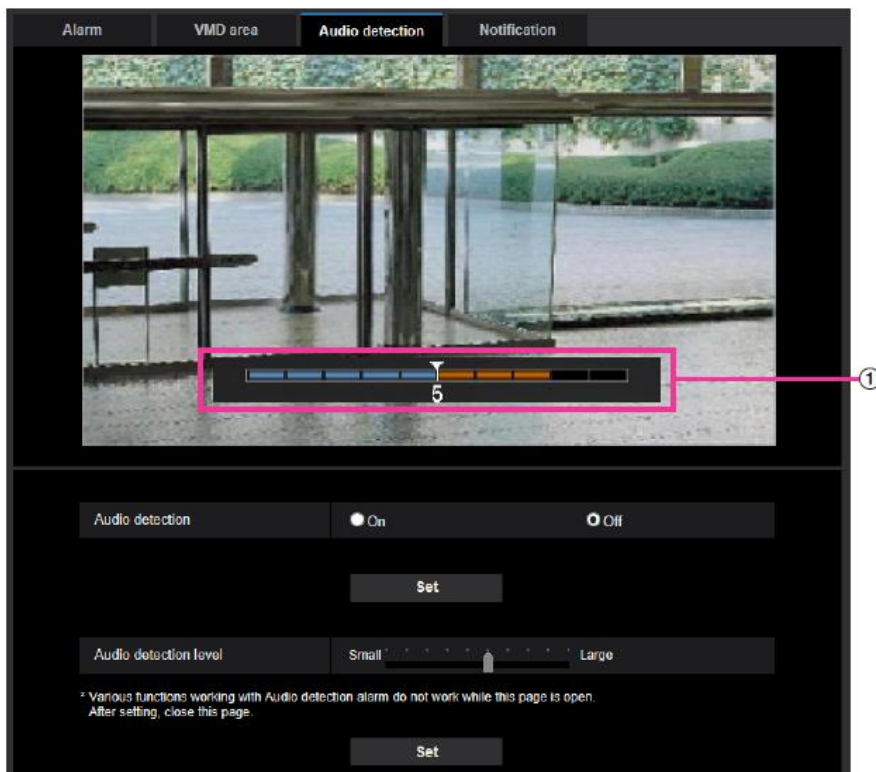 Alarm VMD area Audio detection Notification
5
①
Audio detection On Off
Set
Audio detection level Small Large
* Various functions working with Audio detection alarm do not work while this page is open.
After setting, close this page.
Set